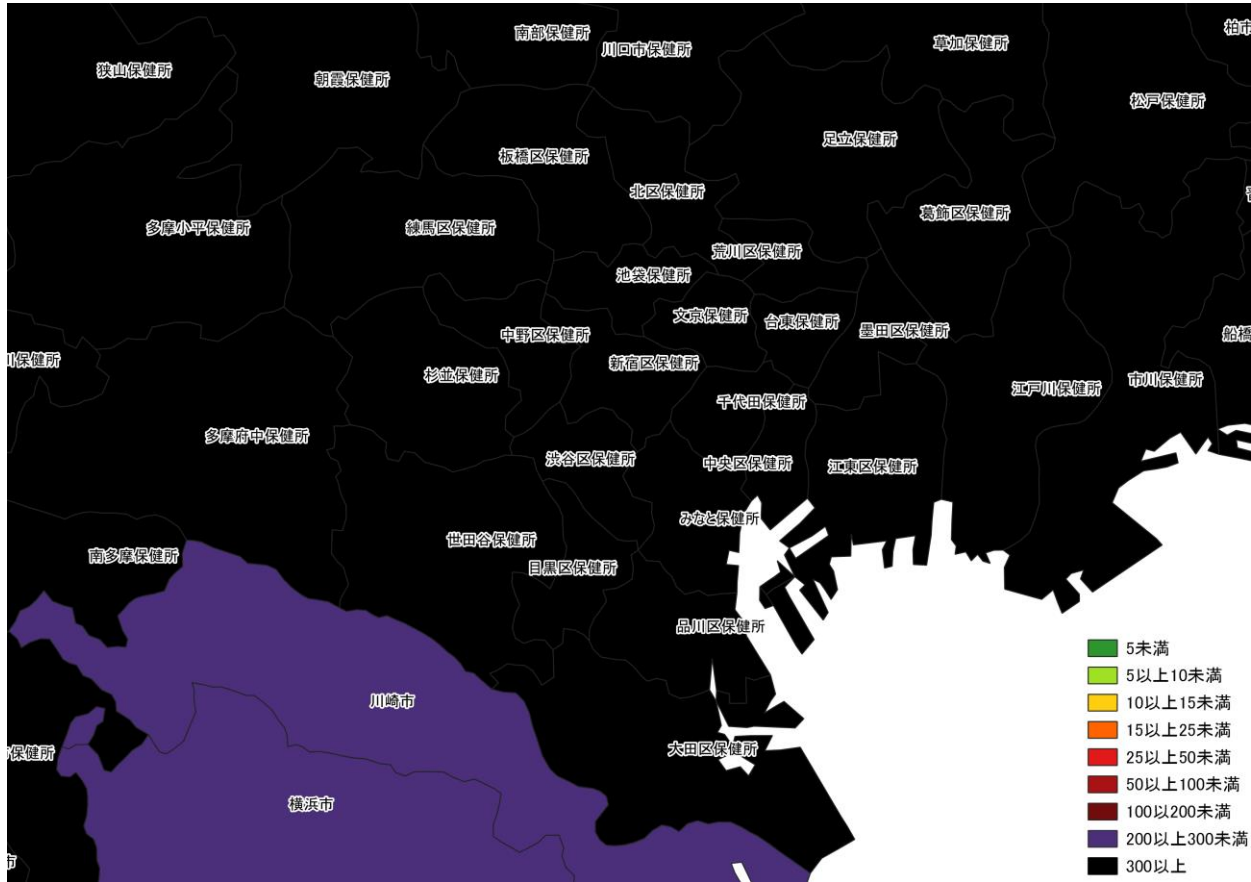 南部保健所
川口市保健所
草加保健所
柏市
狭山保健所
朝霞保健所
松戸保健所
足立保健所
板橋区保健所
北区保健所
葛飾区保健所
多摩小平保健所
練馬区保健所
荒川区保健所
池袋保健所
文京保健所
台東保健所
墨田区保健所
中野区保健所
船橋
川保健所
新宿区保健所
杉並保健所
市川保健所
江戸川保健所
千代田保健所
多摩府中保健所
渋谷区保健所
中央区保健所
江東区保健所
みなと保健所
世田谷保健所
南多摩保健所
目黒区保健所
品川区保健所
川崎市
大田区保健所
市保健所
横浜市
市
5未満
5以上10未満
10以上15未満
15以上25未満
25以上50未満
50以上100未満
100以200未満
200以上300未満
300以上